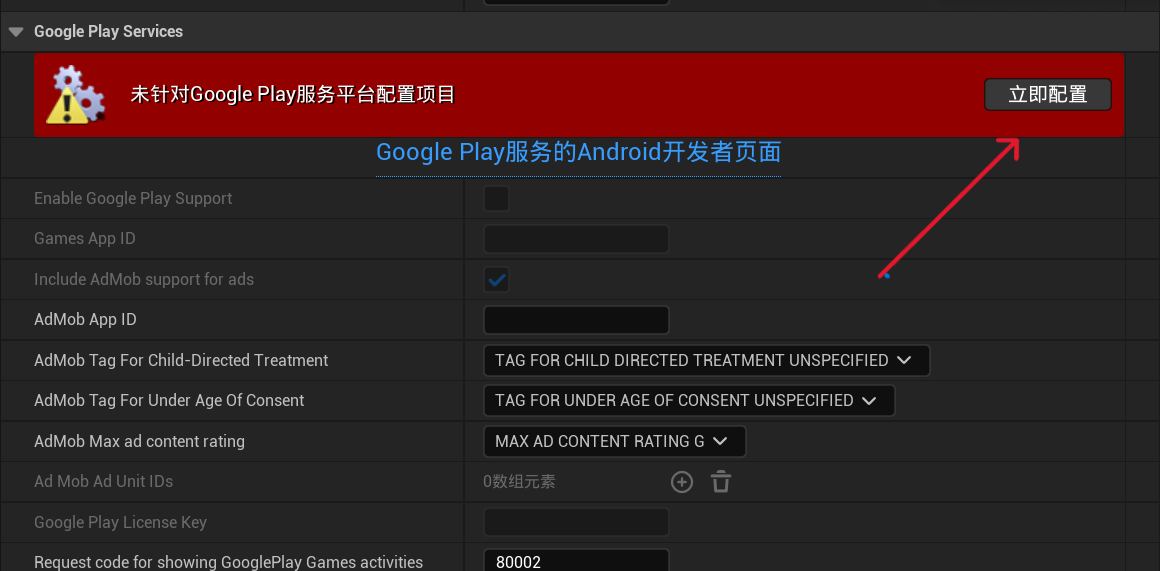 Google Play Services
未针对Google Play服务平台配置项目
立即配置
Google Play服务的Android开发者页面
Enable Google Play Support
Games App ID
Include AdMob support for ads
AdMob App ID
AdMob Tag For Child-Directed Treatment
TAG FOR CHILD DIRECTED TREATMENT UNSPECIFIED
AdMob Tag For Under Age Of Consent
TAG FOR UNDER AGE OF CONSENT UNSPECIFIED
AdMob Max ad content rating
MAX AD CONTENT RATING G
Ad Mob Ad Unit IDs
0数组元素
Google Play License Key
Request code for showing GooglePlay Games activities
80002